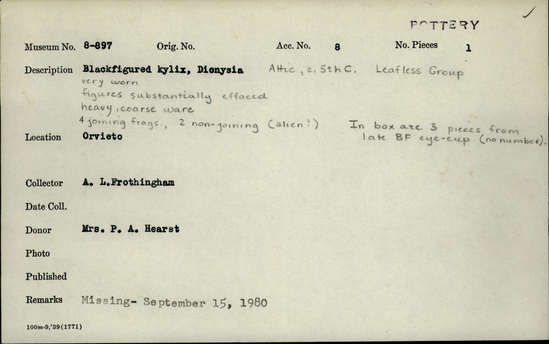 POTTERY
Museum No. 8-897 Orig. No. Acc. No. 8 No. Pieces 1
Description Blackfigured kylix, Dionysia Attic, c. 5th C. Leafless Group
very worn
figures substantially effaced
heavy, coarse ware
4 joining frags., 2 non-joining (alien?) In box are 3 pieces from
Location Orvieto late BF eye-cup (no number).
Collector A. L. Frothingham
Date Coll.
Donor Mrs. P. A. Hearst
Photo
Published
Remarks Missing- September 15, 1980
100m-9,'39(1771)